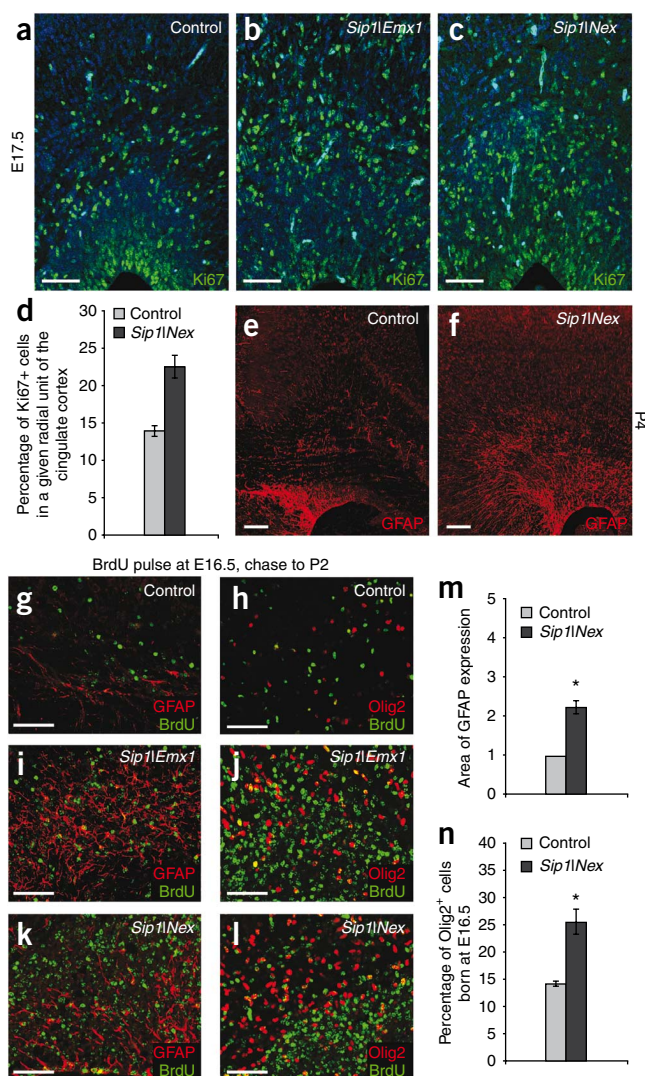 a
Control
b
Sip1|Emx1
c
Sip1|Nex
E17.5
Ki67
Ki67
Ki67
d
Control
Sip1|Nex
Percentage of Ki67+ cells
in a given radial unit of the
cingulate cortex
30
25
20
15
10
5
0
e
Control
f
Sip1|Nex
P4
GFAP
GFAP
BrdU pulse at E16.5, chase to P2
g
Control
GFAP
BrdU
h
Control
Olig2
BrdU
i
Sip1|Emx1
GFAP
BrdU
j
Sip1|Emx1
Olig2
BrdU
k
Sip1|Nex
GFAP
BrdU
l
Sip1|Nex
Olig2
BrdU
m
Control
Sip1|Nex
Area of GFAP expression
5
4
3
2
1
0
*
n
Control
Sip1|Nex
Percentage of Olig2+ cells
born at E16.5
40
35
30
25
20
15
10
5
0
*